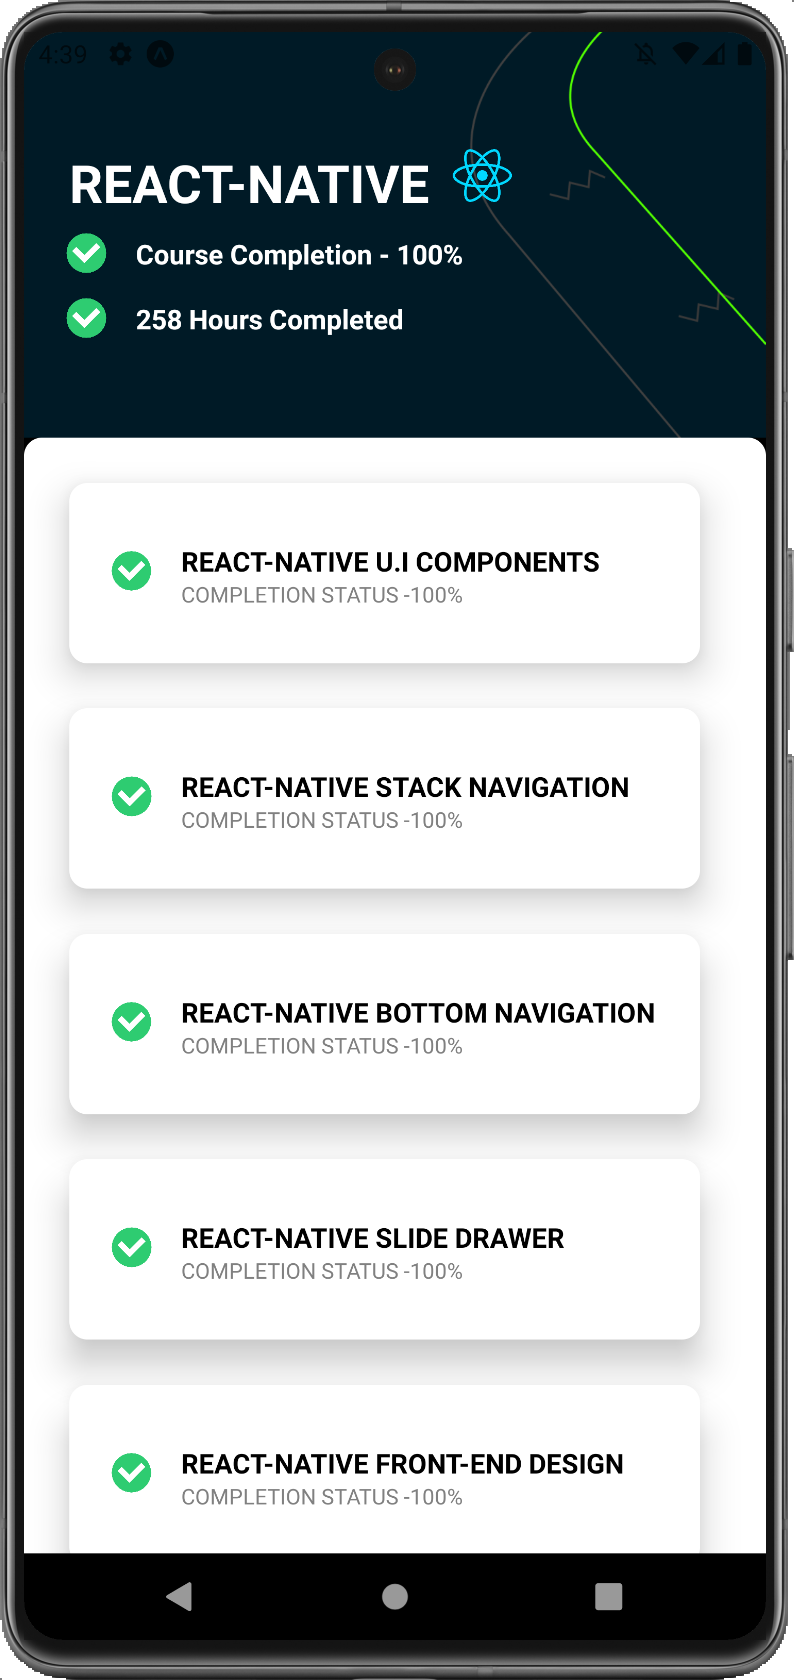 4:39
REACT-NATIVE
Course Completion - 100%
258 Hours Completed
REACT-NATIVE U.I COMPONENTS
COMPLETION STATUS -100%
REACT-NATIVE STACK NAVIGATION
COMPLETION STATUS -100%
REACT-NATIVE BOTTOM NAVIGATION
COMPLETION STATUS -100%
REACT-NATIVE SLIDE DRAWER
COMPLETION STATUS -100%
REACT-NATIVE FRONT-END DESIGN
COMPLETION STATUS -100%